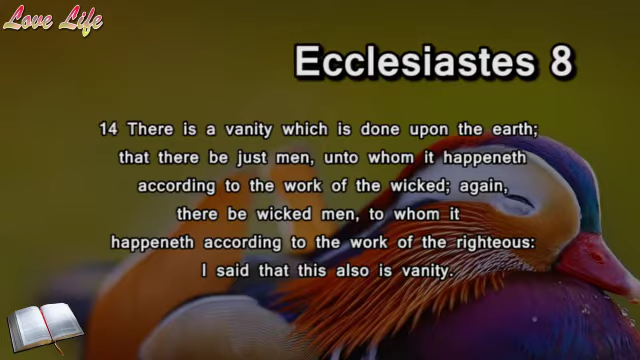 Love Life
Ecclesiastes 8
14 There is a vanity which is done upon the earth;
that there be just men, unto whom it happeneth
according to the work of the wicked; again,
there be wicked men, to whom it
happeneth according to the work of the righteous:
I said that this also is vanity.